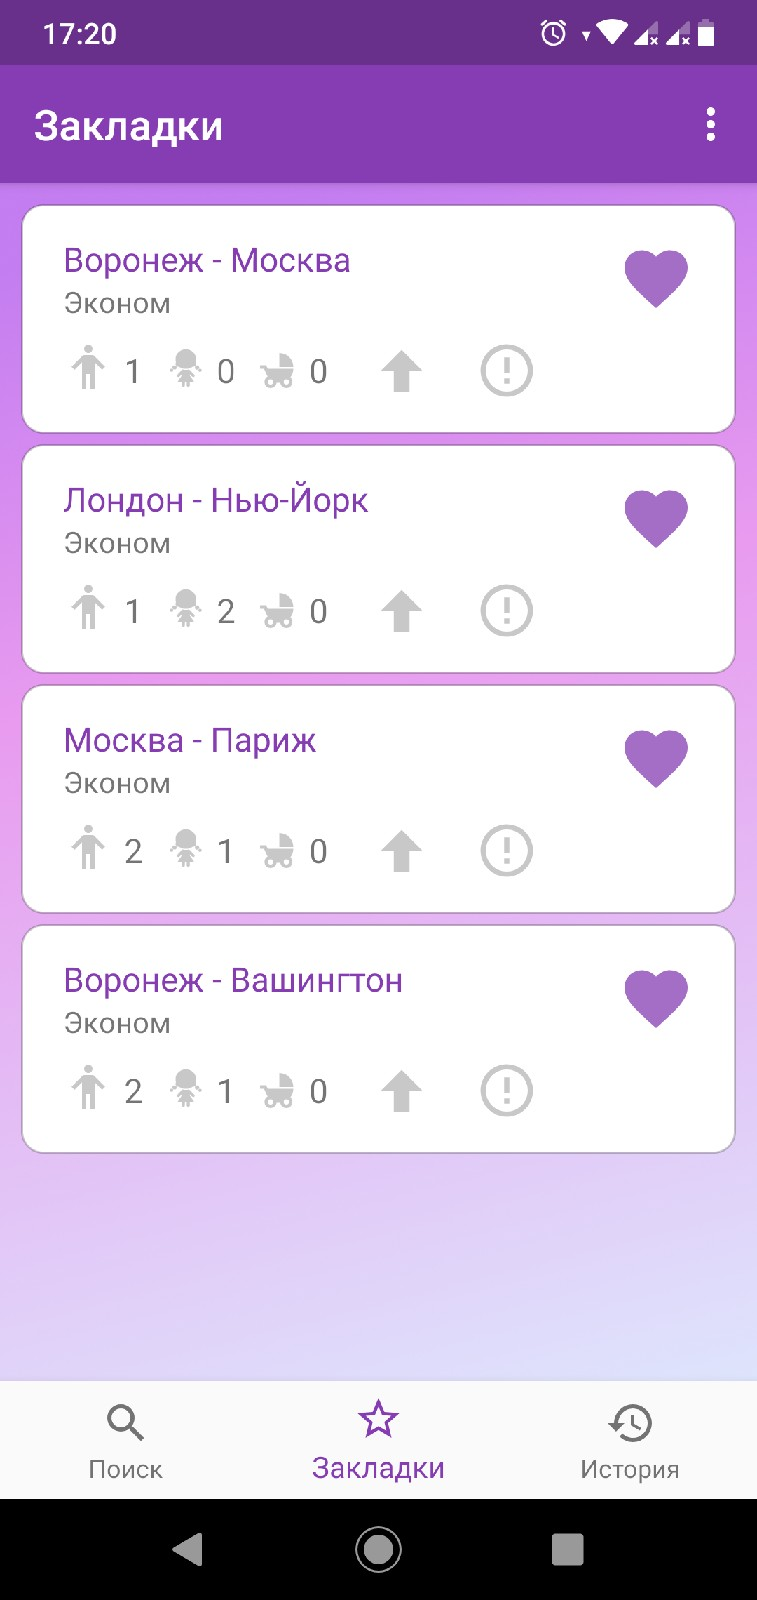 17:20
Закладки
Воронеж - Москва
Эконом
1 0 0
Лондон - Нью-Йорк
Эконом
1 2 0
Москва - Париж
Эконом
2 1 0
Воронеж - Вашингтон
Эконом
2 1 0
Поиск Закладки История